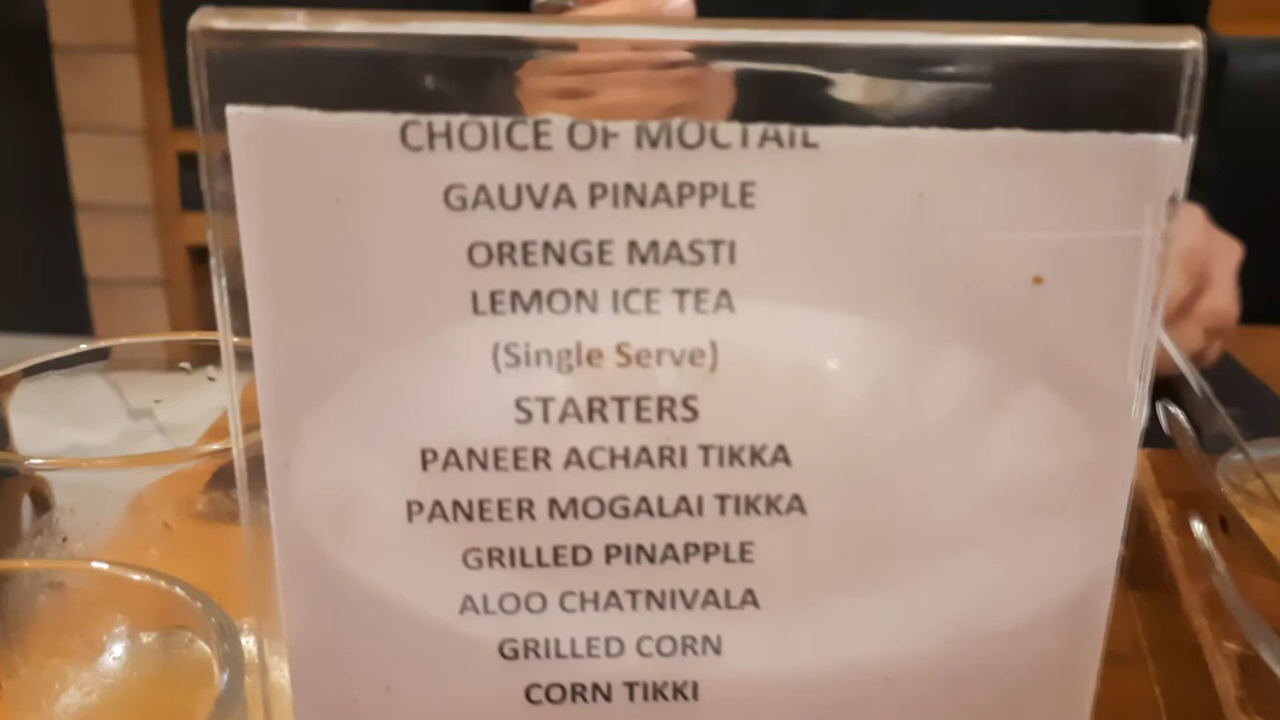 CHOICE OF MOCTAIL
GAUVA PINAPPLE
ORENGE MASTI
LEMON ICE TEA
(Single Serve)
STARTERS
PANEER ACHARI TIKKA
PANEER MOGALAI TIKKA
GRILLED PINAPPLE
ALOO CHATNIVALA
GRILLED CORN
CORN TIKKI